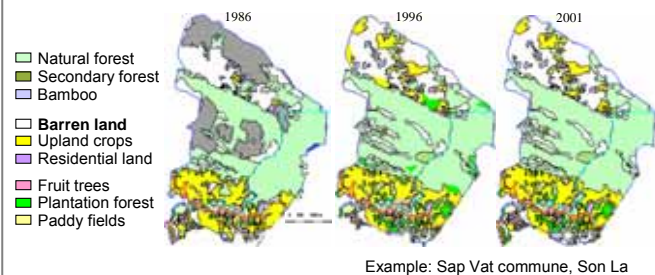 1986
1996
2001
Natural forest
Secondary forest
Bamboo
Barren land
Upland crops
Residential land
Fruit trees
Plantation forest
Paddy fields
Example: Sap Vat commune, Son La